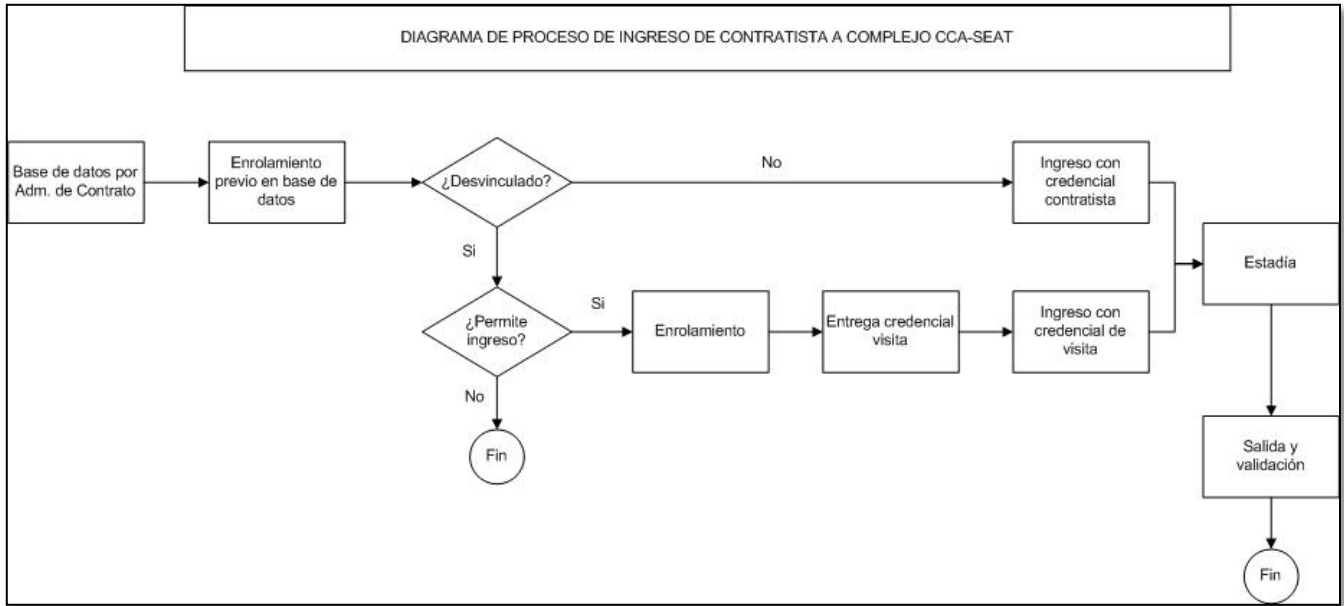 DIAGRAMA DE PROCESO DE INGRESO DE CONTRATISTA A COMPLEJO CCA-SEAT
Base de datos por
Adm. de Contrato
Enrolamiento
previo en base de
datos
¿Desvinculado?
No
Ingreso con
credencial
contratista
Si
Estadía
¿Permite
ingreso?
Si
Enrolamiento
Entrega credencial
visita
Ingreso con
credencial de
visita
No
Fin
Salida y
validación
Fin